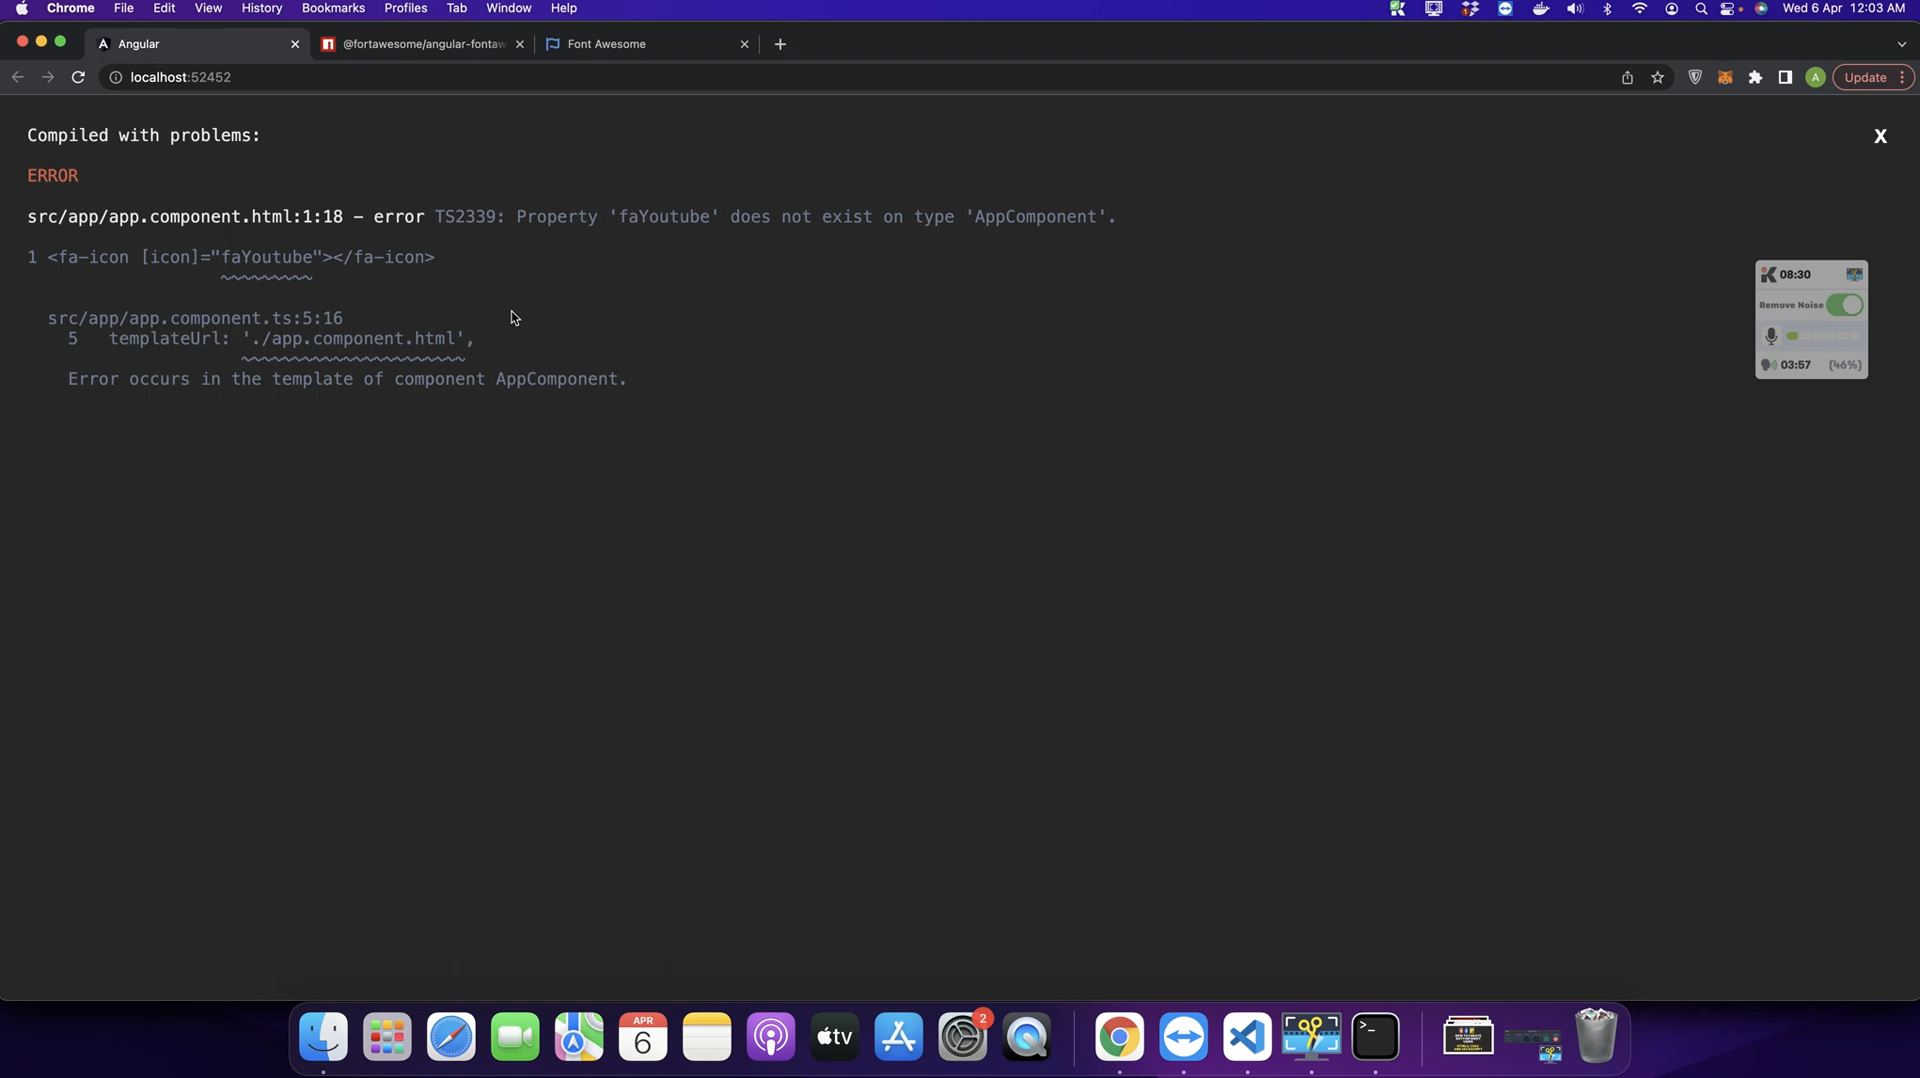 Chrome File Edit View History Bookmarks Profiles Tab Window Help Wed 6 Apr 12:03 AM
Angular @fortawesome/angular-fontaw Font Awesome
localhost:52452 A Update
Compiled with problems: X
ERROR
src/app/app.component.html:1:18 - error TS2339: Property 'faYoutube' does not exist on type 'AppComponent'.
1 <fa-icon [icon]="faYoutube"></fa-icon>
~~~~~~~~~
src/app/app.component.ts:5:16
5 templateUrl: './app.component.html',
~~~~~~~~~~~~~~~~~~~~~~
Error occurs in the template of component AppComponent.
08:30
Remove Noise
03:57 (46%)
APR
6
tv
2
>_